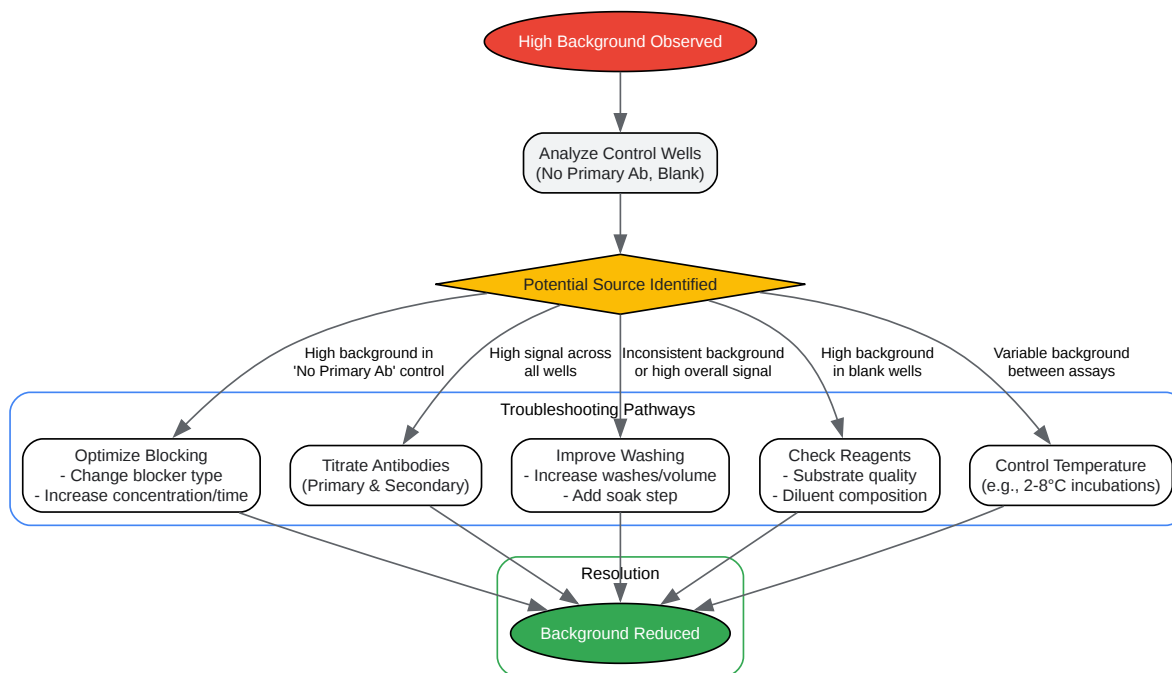 High Background Observed
Analyze Control Wells
(No Primary Ab, Blank)
Potential Source Identified
High background in
'No Primary Ab' control
High signal across
all wells
Inconsistent background
or high overall signal
High background
in blank wells
Variable background
between assays
Troubleshooting Pathways
Optimize Blocking
- Change blocker type
- Increase concentration/time
Titrate Antibodies
(Primary & Secondary)
Improve Washing
- Increase washes/volume
- Add soak step
Check Reagents
- Substrate quality
- Diluent composition
Control Temperature
(e.g., 2-8°C incubations)
Resolution
Background Reduced